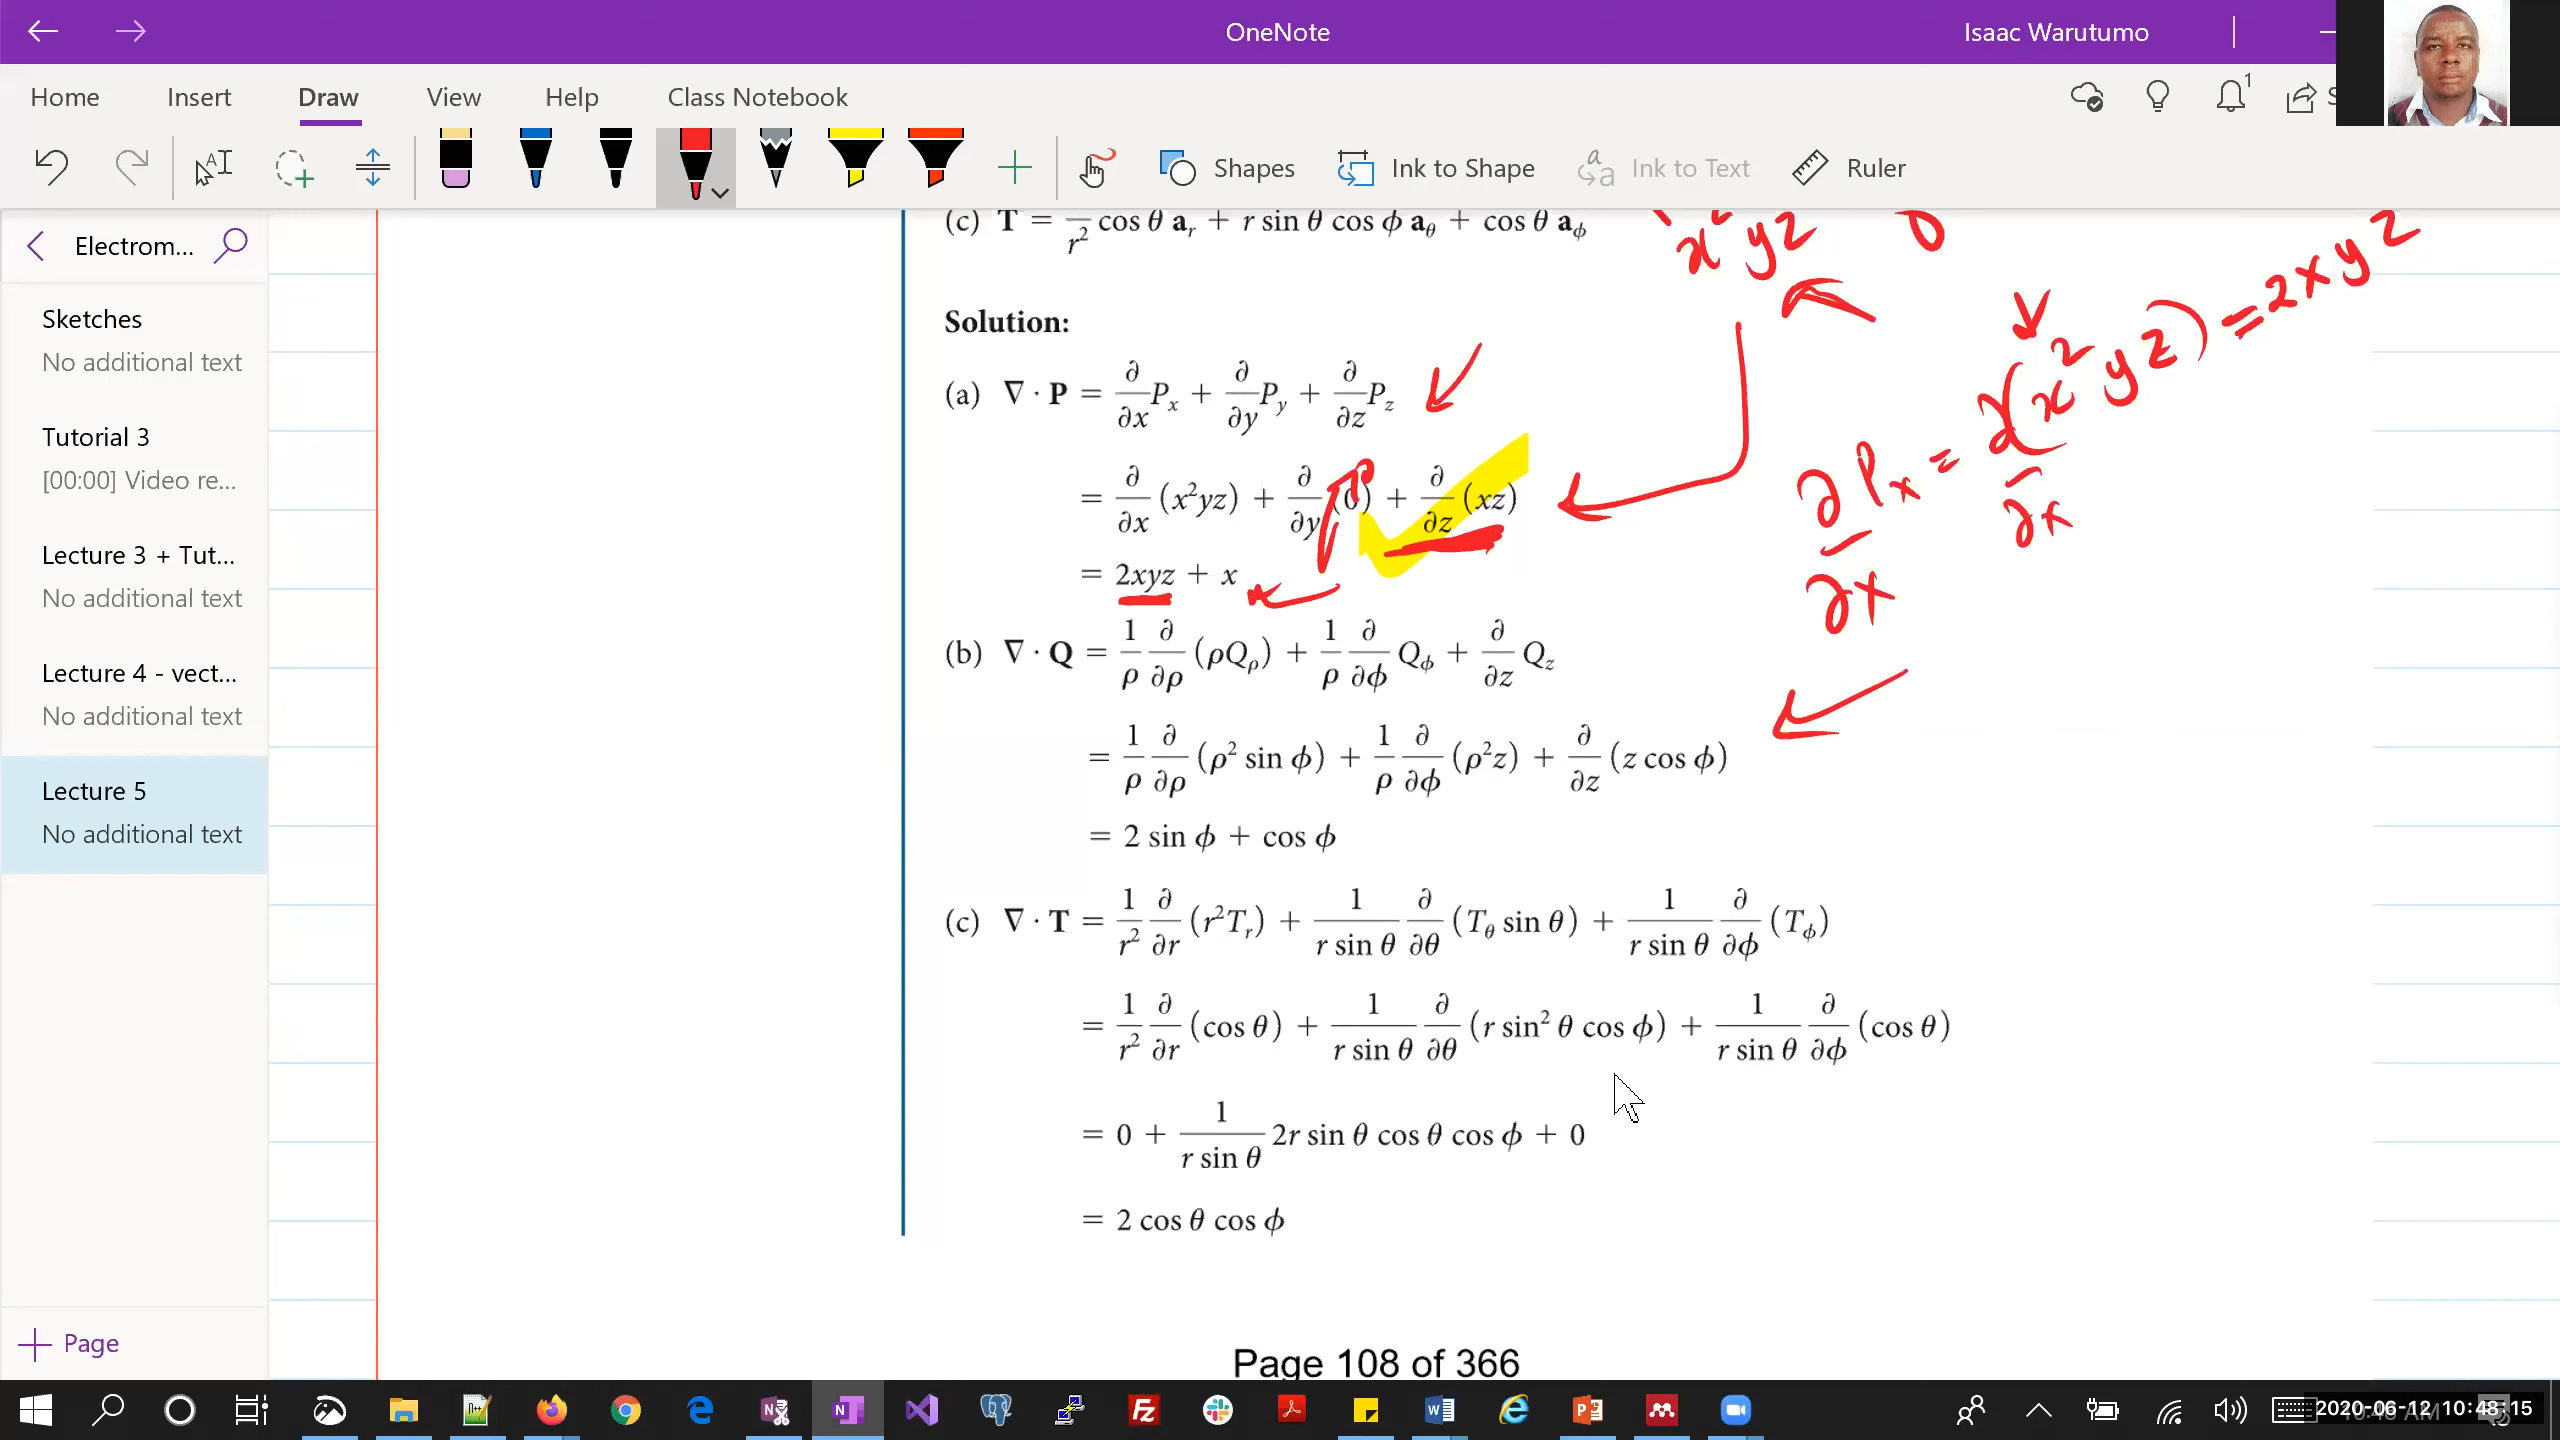 OneNote
Isaac Warutumo
Home Insert Draw View Help Class Notebook
Shapes Ink to Shape Ink to Text Ruler
Electrom...
Sketches
No additional text
Tutorial 3
[00:00] Video re...
Lecture 3 + Tut...
No additional text
Lecture 4 - vect...
No additional text
Lecture 5
No additional text
+ Page
(c) T = /r² cos θ a_r + r sin θ cos ϕ a_θ + cos θ a_ϕ
x² yz 0
Solution:
(a) ∇ · P = ∂/∂x P_x + ∂/∂y P_y + ∂/∂z P_z
= ∂/∂x (x²yz) + ∂/∂y (0) + ∂/∂z (xz)
= 2xyz + x
∂/∂x P_x = ∂(x² yz)/∂x = 2xyz
(b) ∇ · Q = 1/ρ ∂/∂ρ (ρQ_ρ) + 1/ρ ∂/∂ϕ Q_ϕ + ∂/∂z Q_z
= 1/ρ ∂/∂ρ (ρ² sin ϕ) + 1/ρ ∂/∂ϕ (ρ²z) + ∂/∂z (z cos ϕ)
= 2 sin ϕ + cos ϕ
(c) ∇ · T = 1/r² ∂/∂r (r²T_r) + 1/(r sin θ) ∂/∂θ (T_θ sin θ) + 1/(r sin θ) ∂/∂ϕ (T_ϕ)
= 1/r² ∂/∂r (cos θ) + 1/(r sin θ) ∂/∂θ (r sin² θ cos ϕ) + 1/(r sin θ) ∂/∂ϕ (cos θ)
= 0 + 1/(r sin θ) 2r sin θ cos θ cos ϕ + 0
= 2 cos θ cos ϕ
Page 108 of 366
2020-06-12 10:48:15